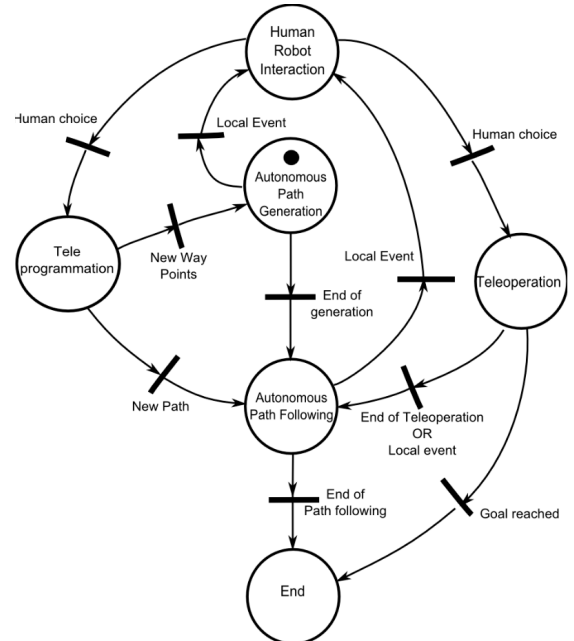 Human
Robot
Interaction
Human choice
Local Event
Human choice
Autonomous
Path
Generation
Tele
programmation
New Way
Points
Local Event
Teleoperation
End of
generation
Autonomous
Path Following
New Path
End of Teleoperation
OR
Local event
End of
Path following
Goal reached
End